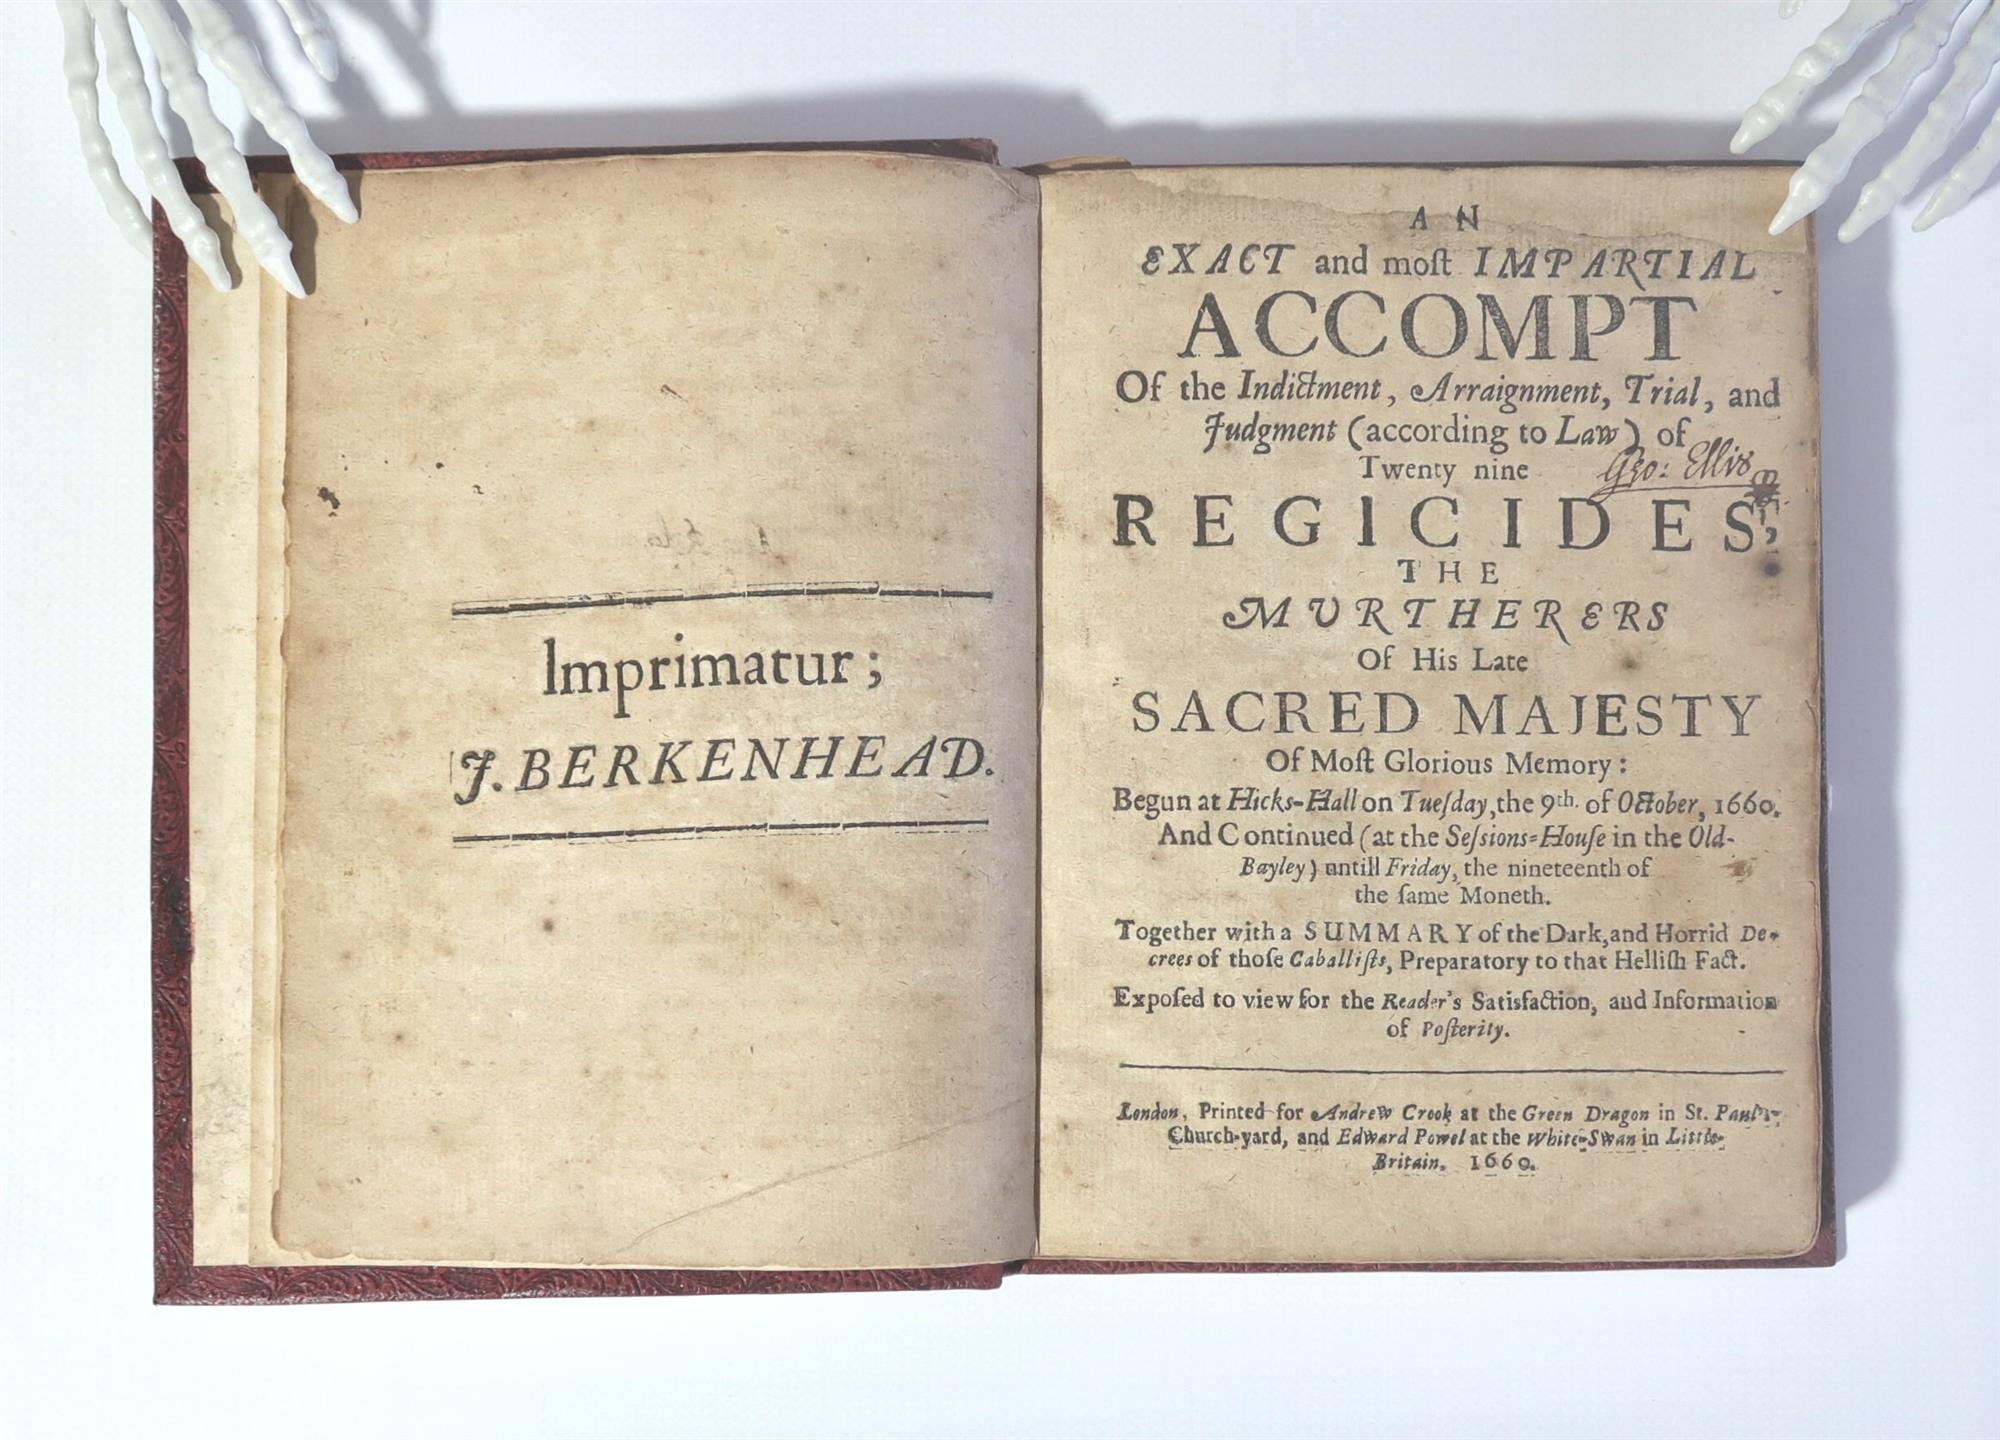 Imprimatur;
J. BERKENHEAD.
AN
EXACT and moſt IMPARTIAL
ACCOMPT
Of the Indictment, Arraignment, Trial, and
Judgment (according to Law) of
Twenty nine
Geo: Ellis
REGICIDES,
THE
MVRTHERERS
Of His Late
SACRED MAJESTY
Of Moſt Glorious Memory:
Begun at Hicks-Hall on Tueſday, the 9th. of October, 1660.
And Continued (at the Seſsions-Houſe in the Old-
Bayley) untill Friday, the nineteenth of
the ſame Moneth.
Together with a SUMMARY of the Dark, and Horrid De-
crees of thoſe Caballiſts, Preparatory to that Helliſh Fact.
Expoſed to view for the Reader's Satisfaction, and Information
of Poſterity.
London, Printed for Andrew Crook at the Green Dragon in St. Paul's-
Church-yard, and Edward Powel at the White-Swan in Little-
Britain. 1660.